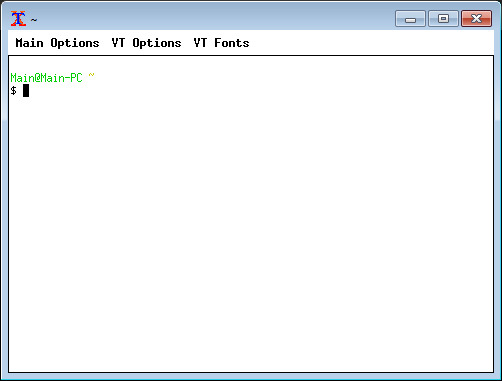 ~
Main Options VT Options VT Fonts
Main@Main-PC ~
$